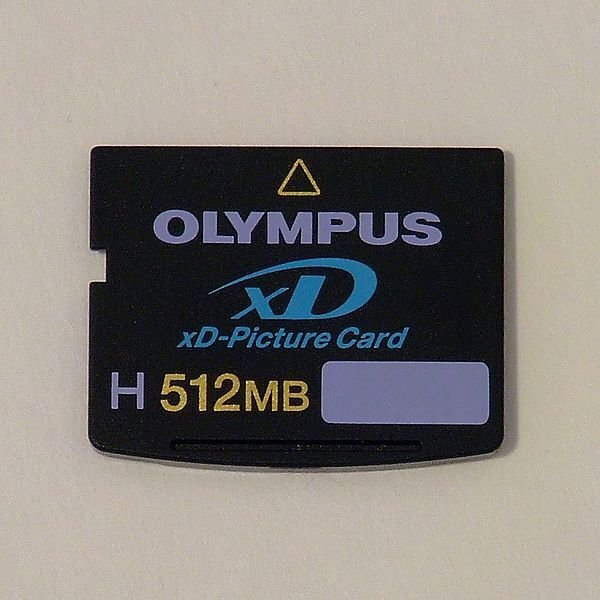 OLYMPUS
xD
xD-Picture Card
H 512MB